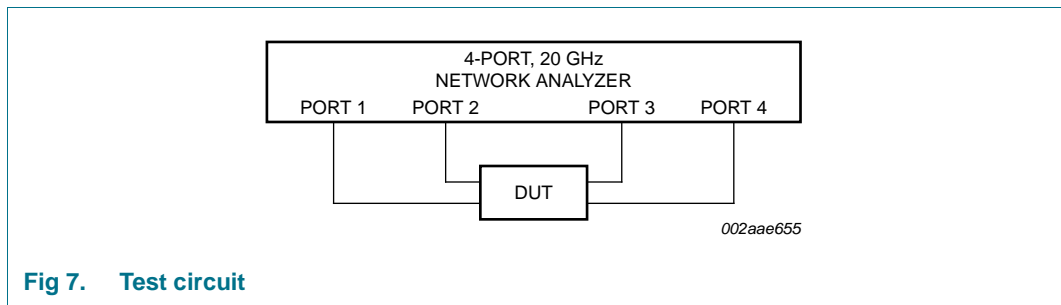 4-PORT, 20 GHz
NETWORK ANALYZER
PORT 1 PORT 2 PORT 3 PORT 4
DUT
002aae655
Fig 7. Test circuit